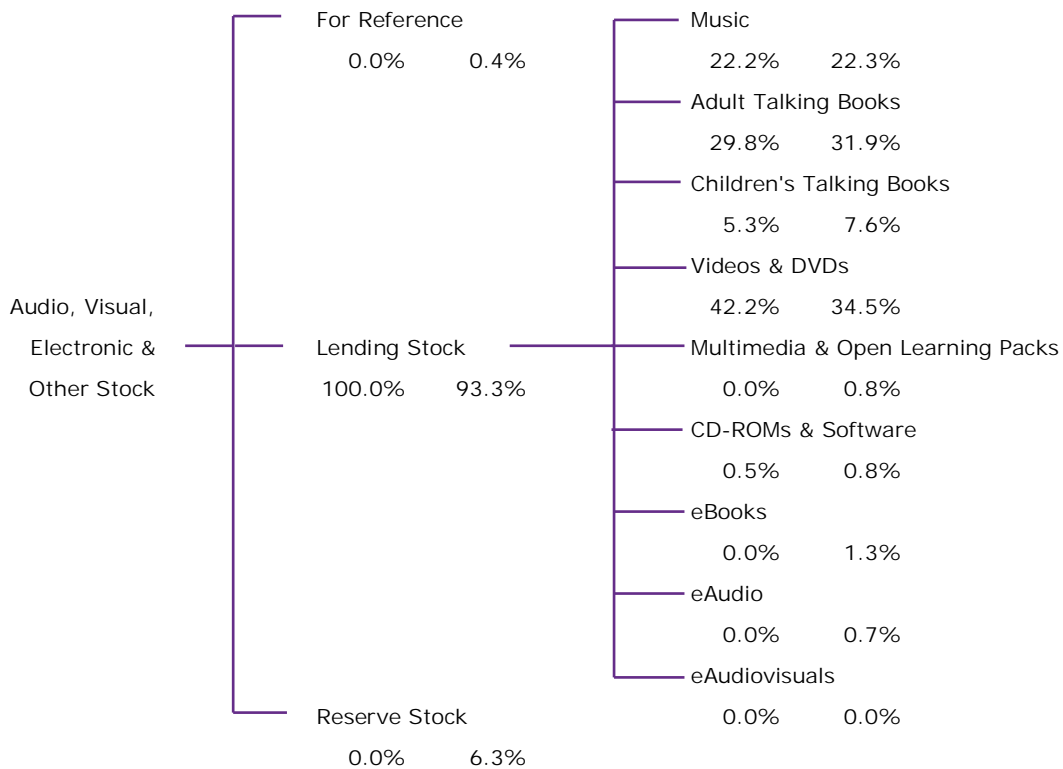 For Reference
0.0% 0.4%
Music
22.2% 22.3%
Adult Talking Books
29.8% 31.9%
Children's Talking Books
5.3% 7.6%
Videos & DVDs
42.2% 34.5%
Audio, Visual,
Electronic &
Other Stock
Lending Stock
100.0% 93.3%
Multimedia & Open Learning Packs
0.0% 0.8%
CD-ROMs & Software
0.5% 0.8%
eBooks
0.0% 1.3%
eAudio
0.0% 0.7%
eAudiovisuals
0.0% 0.0%
Reserve Stock
0.0% 6.3%